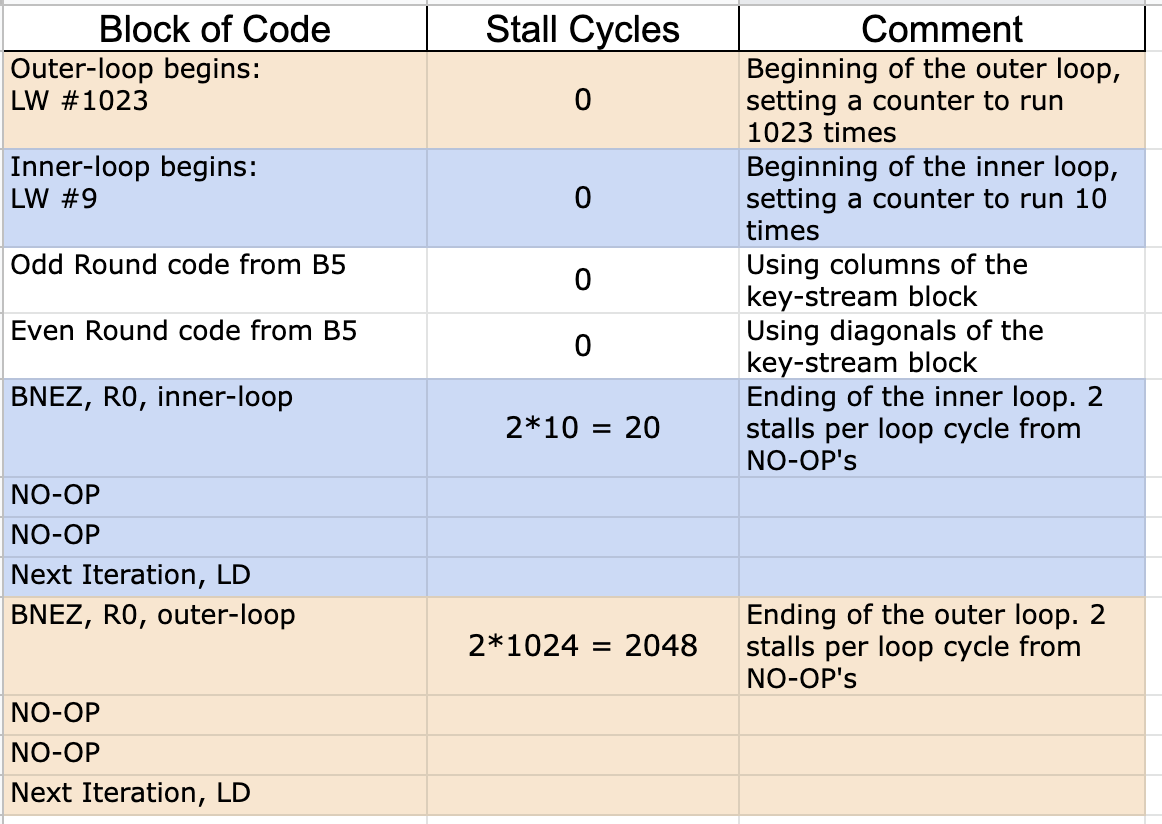 Block of Code Stall Cycles Comment
Outer-loop begins:
LW #1023
0
Beginning of the outer loop,
setting a counter to run
1023 times
Inner-loop begins:
LW #9
0
Beginning of the inner loop,
setting a counter to run 10
times
Odd Round code from B5
0
Using columns of the
key-stream block
Even Round code from B5
0
Using diagonals of the
key-stream block
BNEZ, R0, inner-loop
2*10 = 20
Ending of the inner loop. 2
stalls per loop cycle from
NO-OP's
NO-OP
NO-OP
Next Iteration, LD
BNEZ, R0, outer-loop
2*1024 = 2048
Ending of the outer loop. 2
stalls per loop cycle from
NO-OP's
NO-OP
NO-OP
Next Iteration, LD